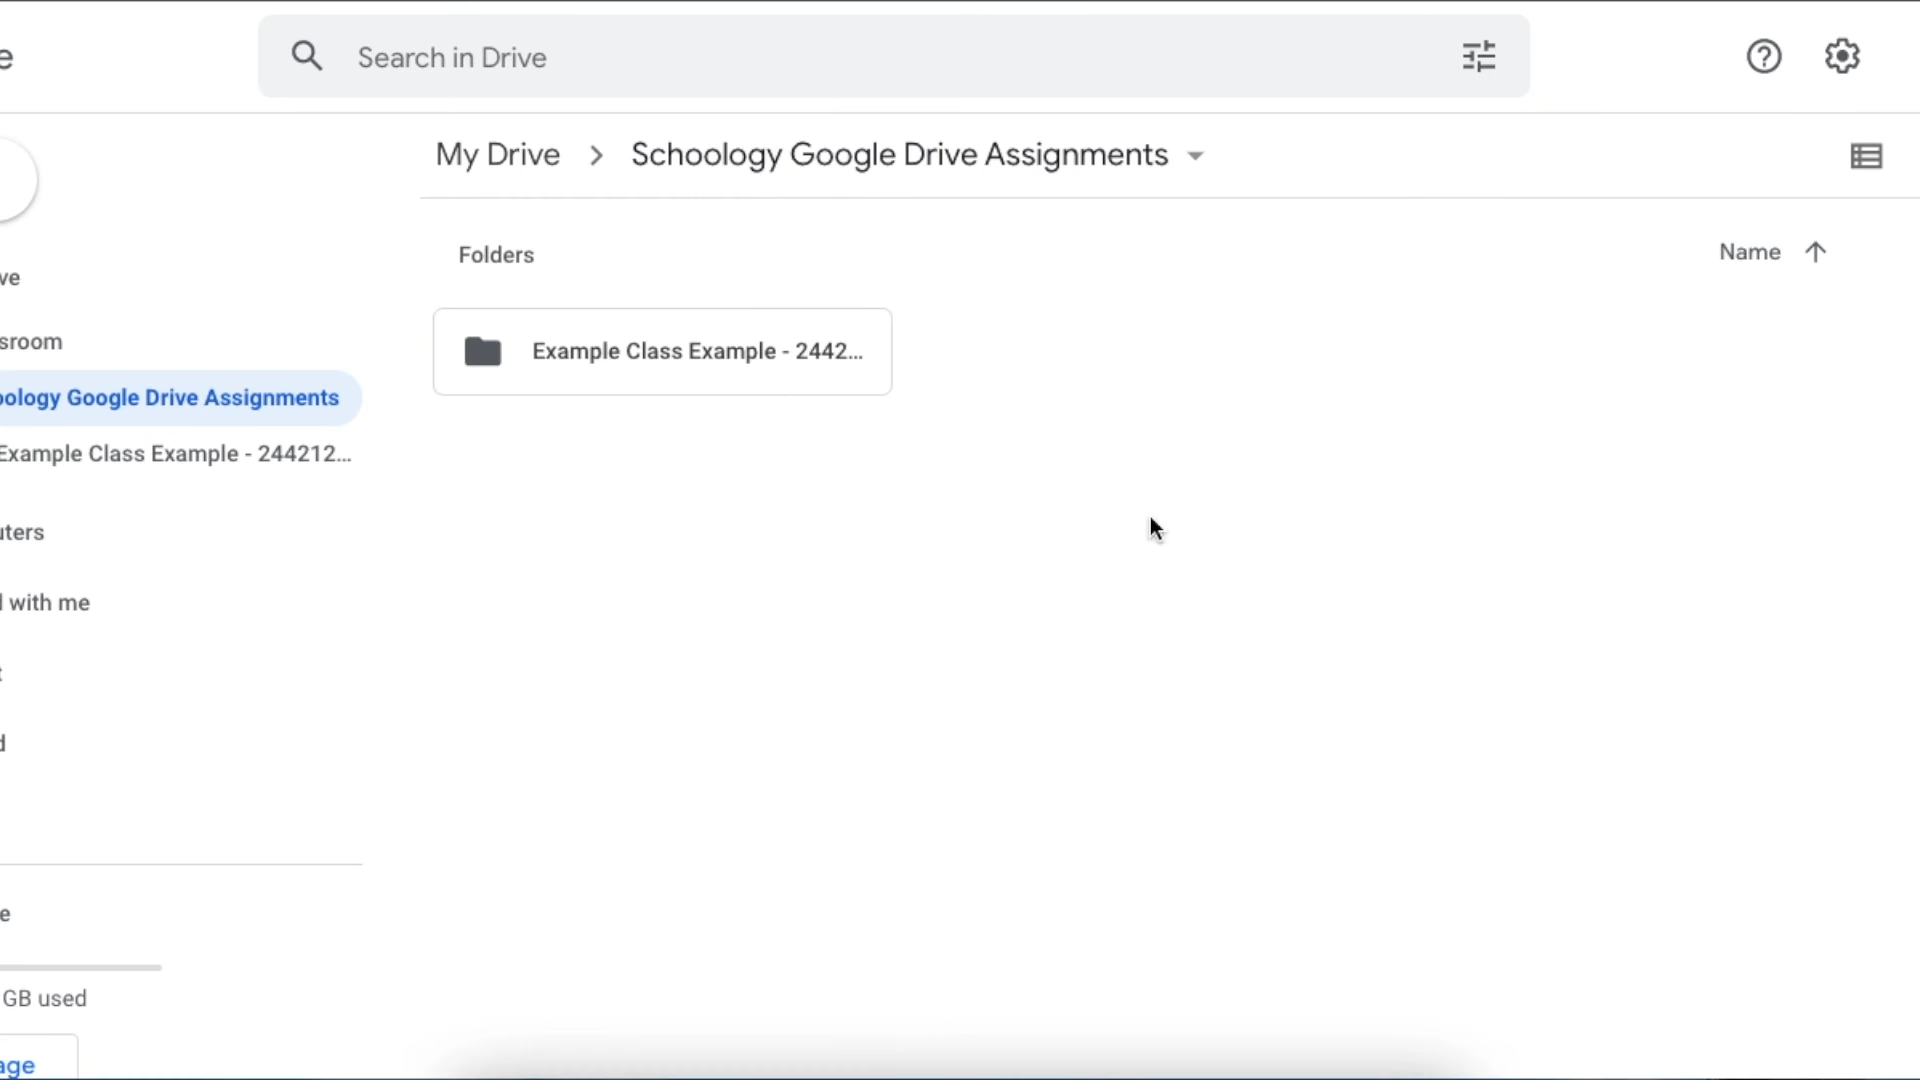 e
Search in Drive
My Drive > Schoology Google Drive Assignments
ve
Folders
Name
sroom
ology Google Drive Assignments
Example Class Example - 2442...
Example Class Example - 244212...
uters
l with me
t
d
e
GB used
age